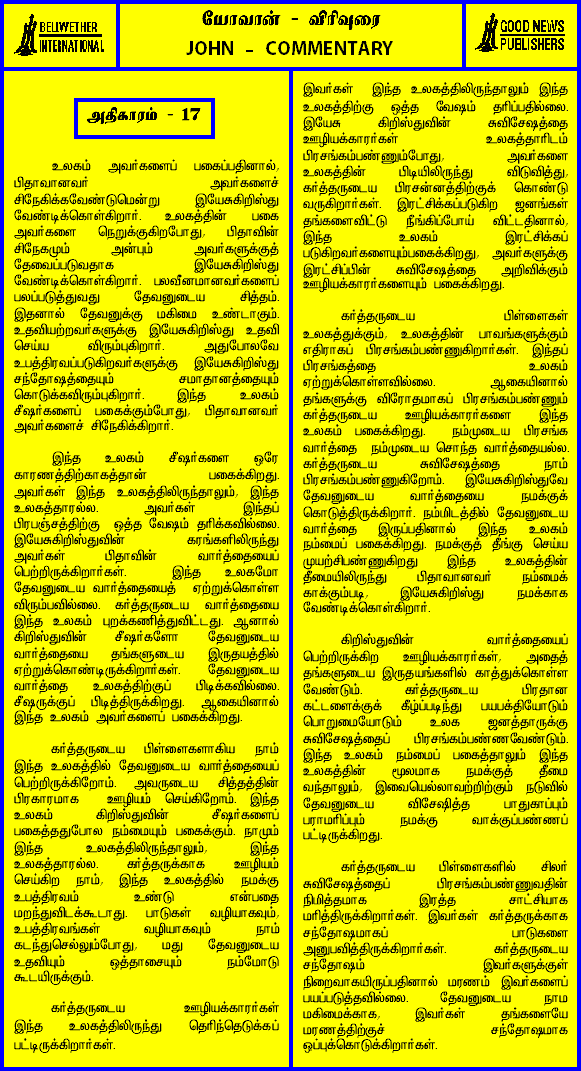 BELIWETHER
INTERNATIONAL
யோவான் - விரிவுரை
JOHN - COMMENTARY
GOOD NEWS
PUBLISHERS
அதிகாரம் - 17
உலகம் அவர்களைப் பகைப்பதினால்,
பிதாவானவர் அவர்களைச்
சிநேகிக்கவேண்டுமென்று இயேசுகிறிஸ்து
வேண்டிக்கொள்கிறார். உலகத்தின் பகை
அவர்களை நெறுக்குகிறபோது, பிதாவின்
சிநேகமும் அன்பும் அவர்களுக்குத்
தேவைப்படுவதாக இயேசுகிறிஸ்து
வேண்டிக்கொள்கிறார். பலவீனமானவர்களைப்
பலப்படுத்துவது தேவனுடைய சித்தம்.
இதனால் தேவனுக்கு மகிமை உண்டாகும்.
உதவியற்றவர்களுக்கு இயேசுகிறிஸ்து உதவி
செய்ய விரும்புகிறார். அதுபோலவே
உபத்திரவப்படுகிறவர்களுக்கு இயேசுகிறிஸ்து
சந்தோஷத்தையும் சமாதானத்தையும்
கொடுக்கவிரும்புகிறார். இந்த உலகம்
சீஷர்களைப் பகைக்கும்போது, பிதாவானவர்
அவர்களைச் சிநேகிக்கிறார்.
இந்த உலகம் சீஷர்களை ஒரே
காரணத்திற்காகத்தான் பகைக்கிறது.
அவர்கள் இந்த உலகத்திலிருந்தாலும், இந்த
உலகத்தாரல்ல. அவர்கள் இந்தப்
பிரபஞ்சத்திற்கு ஒத்த வேஷம் தரிக்கவில்லை.
இயேசுகிறிஸ்துவின் கரங்களிலிருந்து
அவர்கள் பிதாவின் வார்த்தையைப்
பெற்றிருக்கிறார்கள். இந்த உலகமோ
தேவனுடைய வார்த்தையைத் ஏற்றுக்கொள்ள
விரும்பவில்லை. கர்த்தருடைய வார்த்தையை
இந்த உலகம் புறக்கணித்துவிட்டது. ஆனால்
கிறிஸ்துவின் சீஷர்களோ தேவனுடைய
வார்த்தையை தங்களுடைய இருதயத்தில்
ஏற்றுக்கொண்டிருக்கிறார்கள். தேவனுடைய
வார்த்தை உலகத்திற்குப் பிடிக்கவில்லை.
சீஷருக்குப் பிடித்திருக்கிறது. ஆகையினால்
இந்த உலகம் அவர்களைப் பகைக்கிறது.
கர்த்தருடைய பிள்ளைகளாகிய நாம்
இந்த உலகத்தில் தேவனுடைய வார்த்தையைப்
பெற்றிருக்கிறோம். அவருடைய சித்தத்தின்
பிரகாரமாக ஊழியம் செய்கிறோம். இந்த
உலகம் கிறிஸ்துவின் சீஷர்களைப்
பகைத்ததுபோல நம்மையும் பகைக்கும். நாமும்
இந்த உலகத்திலிருந்தாலும், இந்த
உலகத்தாரல்ல. கர்த்தருக்காக ஊழியம்
செய்கிற நாம், இந்த உலகத்தில் நமக்கு
உபத்திரவம் உண்டு என்பதை
மறந்துவிடக்கூடாது. பாடுகள் வழியாகவும்,
உபத்திரவங்கள் வழியாகவும் நாம்
கடந்துசெல்லும்போது, மது தேவனுடைய
உதவியும் ஒத்தாசையும் நம்மோடு
கூடயிருக்கும்.
கர்த்தருடைய ஊழியக்காரர்கள்
இந்த உலகத்திலிருந்து தெரிந்தெடுக்கப்
பட்டிருக்கிறார்கள்.
இவர்கள் இந்த உலகத்திலிருந்தாலும் இந்த
உலகத்திற்கு ஒத்த வேஷம் தரிப்பதில்லை.
இயேசு கிறிஸ்துவின் சுவிசேஷத்தை
ஊழியக்காரர்கள் உலகத்தாரிடம்
பிரசங்கம்பண்ணும்போது, அவர்களை
உலகத்தின் பிடியிலிருந்து விடுவித்து,
கர்த்தருடைய பிரசன்னத்திற்குக் கொண்டு
வருகிறார்கள். இரட்சிக்கப்படுகிற ஜனங்கள்
தங்களைவிட்டு நீங்கிப்போய் விட்டதினால்,
இந்த உலகம் இரட்சிக்கப்
படுகிறவர்களையும்பகைக்கிறது, அவர்களுக்கு
இரட்சிப்பின் சுவிசேஷத்தை அறிவிக்கும்
ஊழியக்காரர்களையும் பகைக்கிறது.
கர்த்தருடைய பிள்ளைகள்
உலகத்துக்கும், உலகத்தின் பாவங்களுக்கும்
எதிராகப் பிரசங்கம்பண்ணுகிறார்கள். இந்தப்
பிரசங்கத்தை உலகம்
ஏற்றுக்கொள்ளவில்லை. ஆகையினால்
தங்களுக்கு விரோதமாகப் பிரசங்கம்பண்ணும்
கர்த்தருடைய ஊழியக்காரர்களை இந்த
உலகம் பகைக்கிறது. நம்முடைய பிரசங்க
வார்த்தை நம்முடைய சொந்த வார்த்தையல்ல.
கர்த்தருடைய சுவிசேஷத்தை நாம்
பிரசங்கம்பண்ணுகிறோம். இயேசுகிறிஸ்துவே
தேவனுடைய வார்த்தையை நமக்குக்
கொடுத்திருக்கிறார். நம்மிடத்தில் தேவனுடைய
வார்த்தை இருப்பதினால் இந்த உலகம்
நம்மைப் பகைக்கிறது. நமக்குத் தீங்கு செய்ய
முயற்சிபண்ணுகிறது இந்த உலகத்தின்
தீமையிலிருந்து பிதாவானவர் நம்மைக்
காக்கும்படி, இயேசுகிறிஸ்து நமக்காக
வேண்டிக்கொள்கிறார்.
கிறிஸ்துவின் வார்த்தையைப்
பெற்றிருக்கிற ஊழியக்காரர்கள், அதைத்
தங்களுடைய இருதயங்களில் காத்துக்கொள்ள
வேண்டும். கர்த்தருடைய பிரதான
கட்டளைக்குக் கீழ்ப்படிந்து பயபக்தியோடும்
பொறுமையோடும் உலக ஜனத்தாருக்கு
சுவிசேஷத்தைப் பிரசங்கம்பண்ணவேண்டும்.
இந்த உலகம் நம்மைப் பகைத்தாலும் இந்த
உலகத்தின் மூலமாக நமக்குத் தீமை
வந்தாலும், இவையெல்லாவற்றிற்கும் நடுவில்
தேவனுடைய விசேஷித்த பாதுகாப்பும்
பராமரிப்பும் நமக்கு வாக்குப்பண்ணப்
பட்டிருக்கிறது.
கர்த்தருடைய பிள்ளைகளில் சிலர்
சுவிசேஷத்தைப் பிரசங்கம்பண்ணுவதின்
நிமித்தமாக இரத்த சாட்சியாக
மரித்திருக்கிறார்கள். இவர்கள் கர்த்தருக்காக
சந்தோஷமாகப் பாடுகளை
அனுபவித்திருக்கிறார்கள். கர்த்தருடைய
சந்தோஷம் இவர்களுக்குள்
நிறைவாகயிருப்பதினால் மரணம் இவர்களைப்
பயப்படுத்தவில்லை. தேவனுடைய நாம
மகிமைக்காக, இவர்கள் தங்களையே
மரணத்திற்குச் சந்தோஷமாக
ஒப்புக்கொடுக்கிறார்கள்.